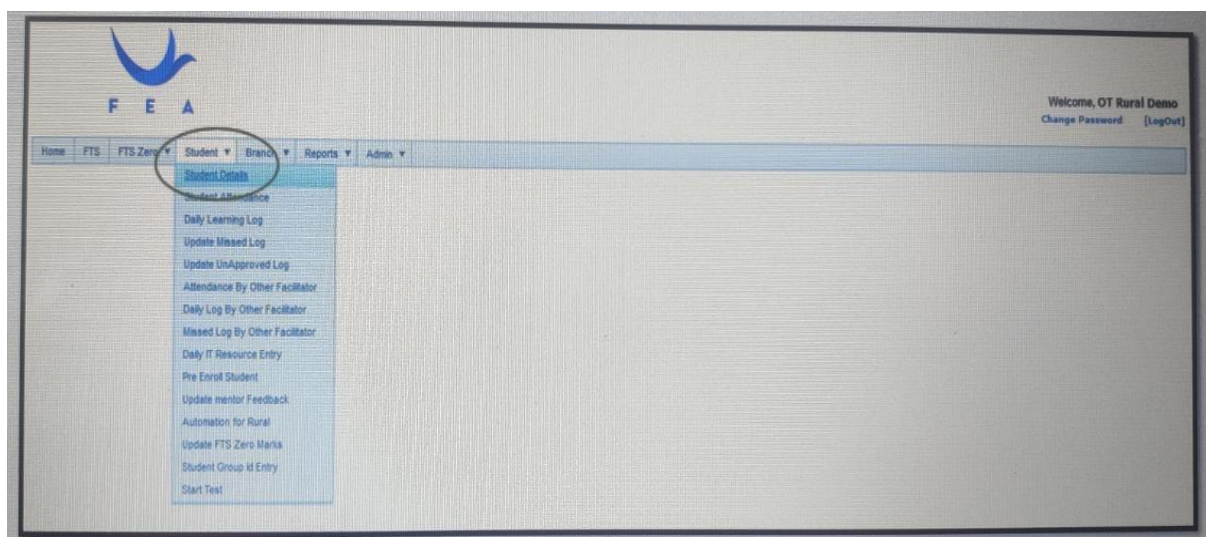 F E A
Welcome, OT Rural Demo
Change Password [LogOut]
Home FTS FTS Zero ▼ Student ▼ Branch ▼ Reports ▼ Admin ▼
Student Details
Student Attendance
Daily Learning Log
Update Missed Log
Update UnApproved Log
Attendance By Other Facilitator
Daily Log By Other Facilitator
Missed Log By Other Facilitator
Daily IT Resource Entry
Pre Enroll Student
Update mentor Feedback
Automation for Rural
Update FTS Zero Marks
Student Group id Entry
Start Test